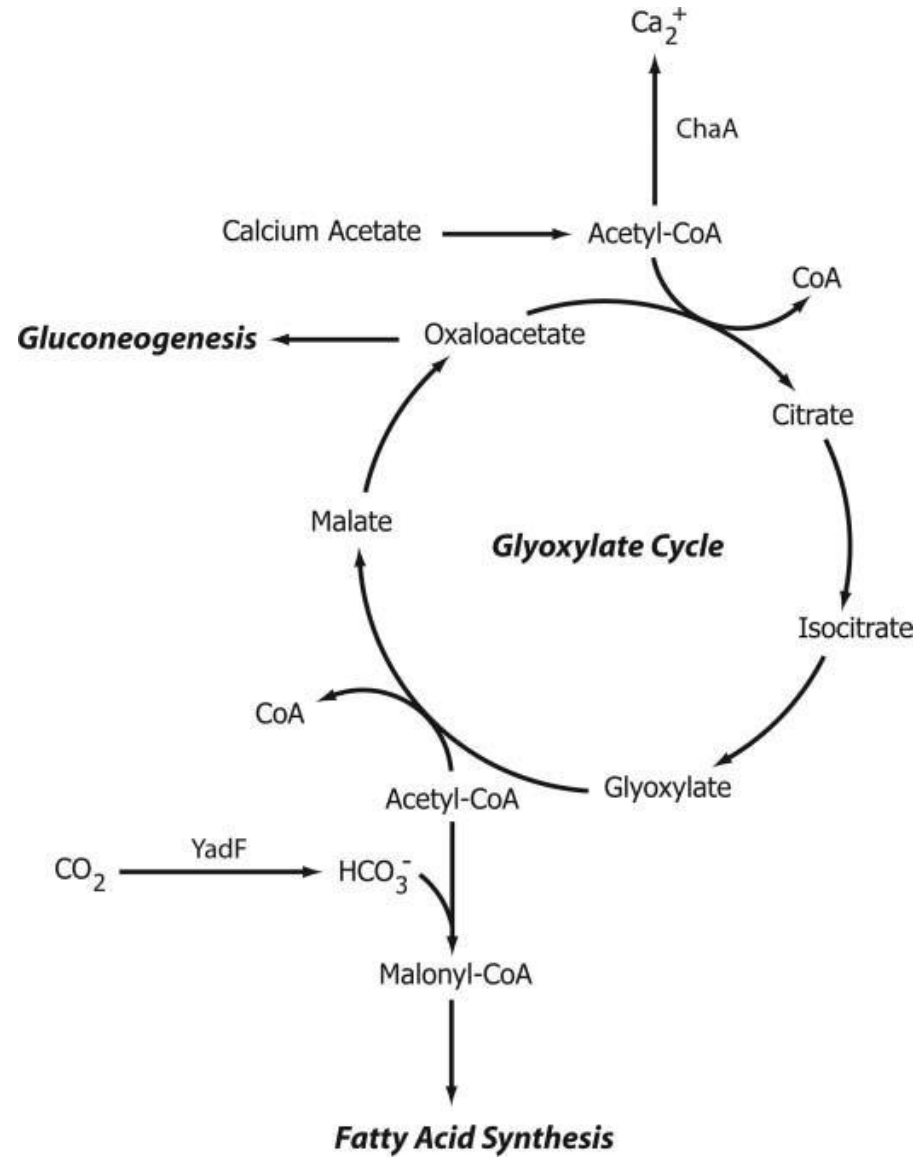 Ca₂⁺
ChaA
Calcium Acetate
Acetyl-CoA
CoA
Gluconeogenesis
Oxaloacetate
Citrate
Malate
Glyoxylate Cycle
Isocitrate
CoA
Glyoxylate
Acetyl-CoA
YadF
CO₂
HCO₃⁻
Malonyl-CoA
Fatty Acid Synthesis